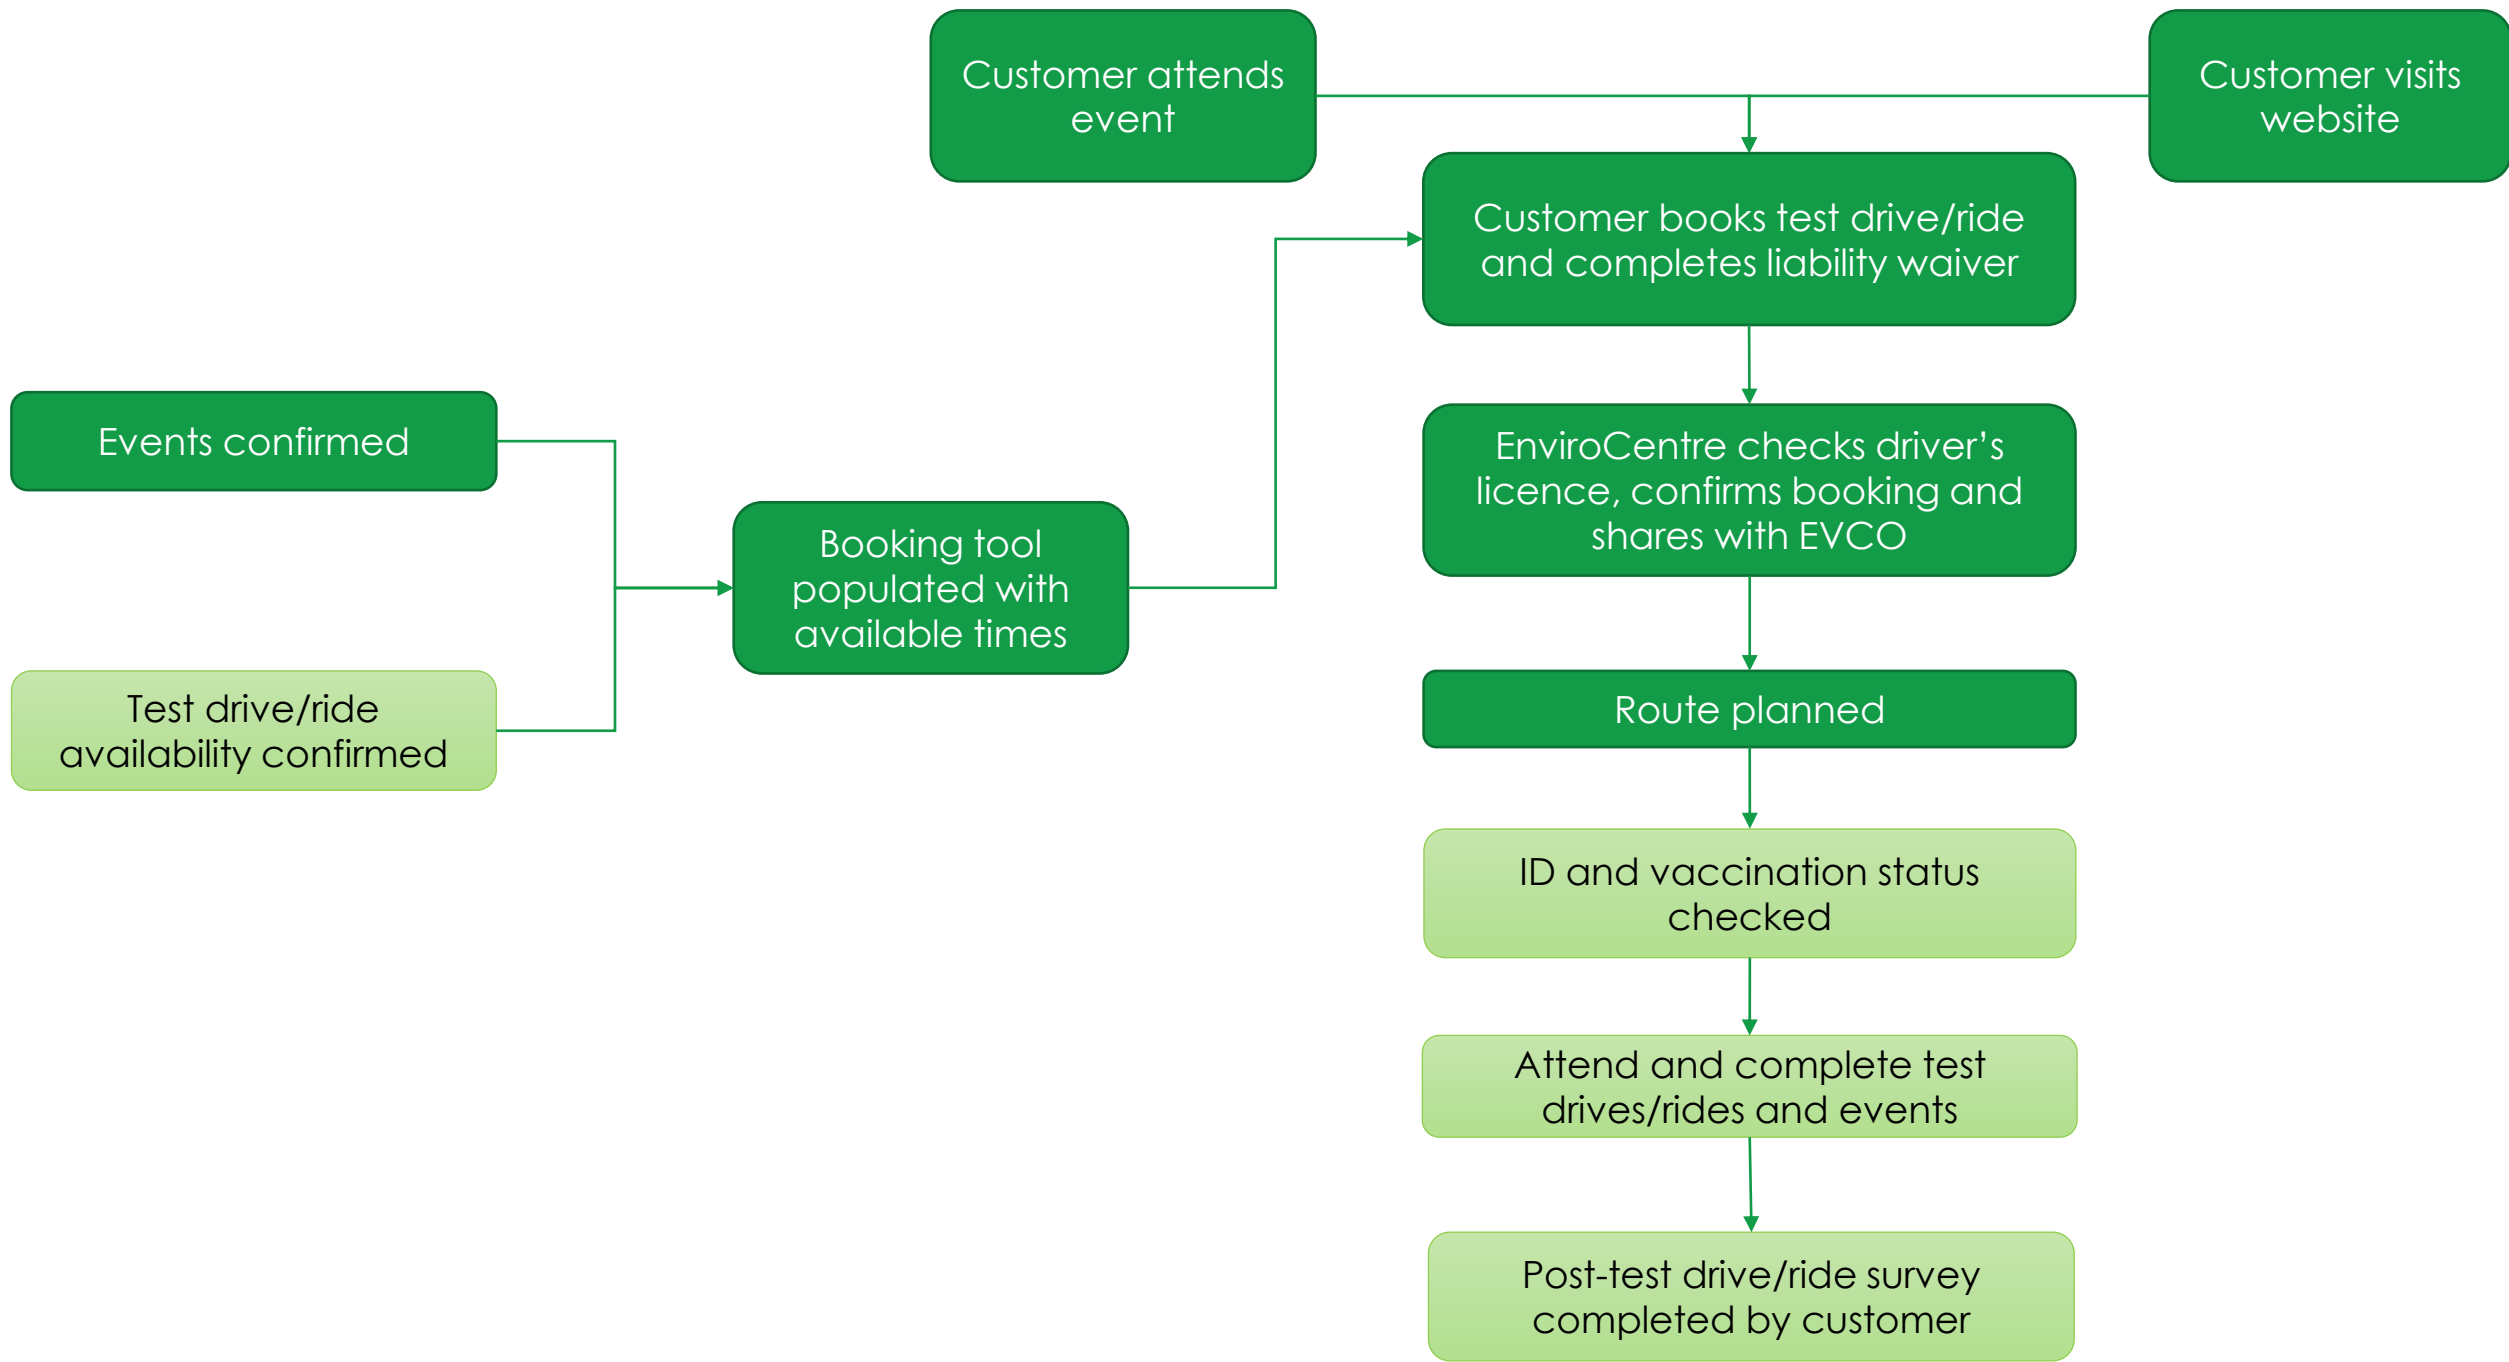 Customer attends
event
Customer visits
website
Customer books test drive/ride
and completes liability waiver
Events confirmed
EnviroCentre checks driver’s
licence, confirms booking and
shares with EVCO
Booking tool
populated with
available times
Test drive/ride
availability confirmed
Route planned
ID and vaccination status
checked
Attend and complete test
drives/rides and events
Post-test drive/ride survey
completed by customer